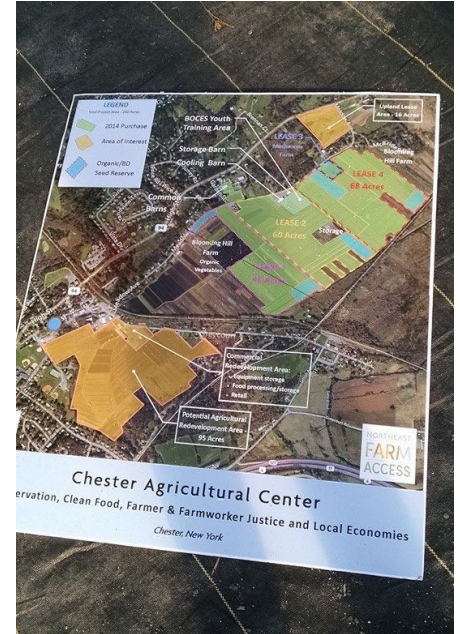 LEGEND
2014 Purchase
Area of Interest
Organic/BD
Seed Reserve
BOCES Youth
Training Area
Storage Barn
Cooling Barn
Common
Barns
Upland Lease
Area - 16 Acres
Blooming
Hill Farm
LEASE 4
68 Acres
LEASE 2
60 Acres
Storage
Blooming Hill
Farm
Organic
Vegetables
94
94
Commercial
Redevelopment Area:
Equipment storage
Food processing/storage
Retail
Potential Agricultural
Redevelopment Area
95 Acres
NORTHEAST
FARM
ACCESS
Chester Agricultural Center
ervation, Clean Food, Farmer & Farmworker Justice and Local Economies
Chester, New York